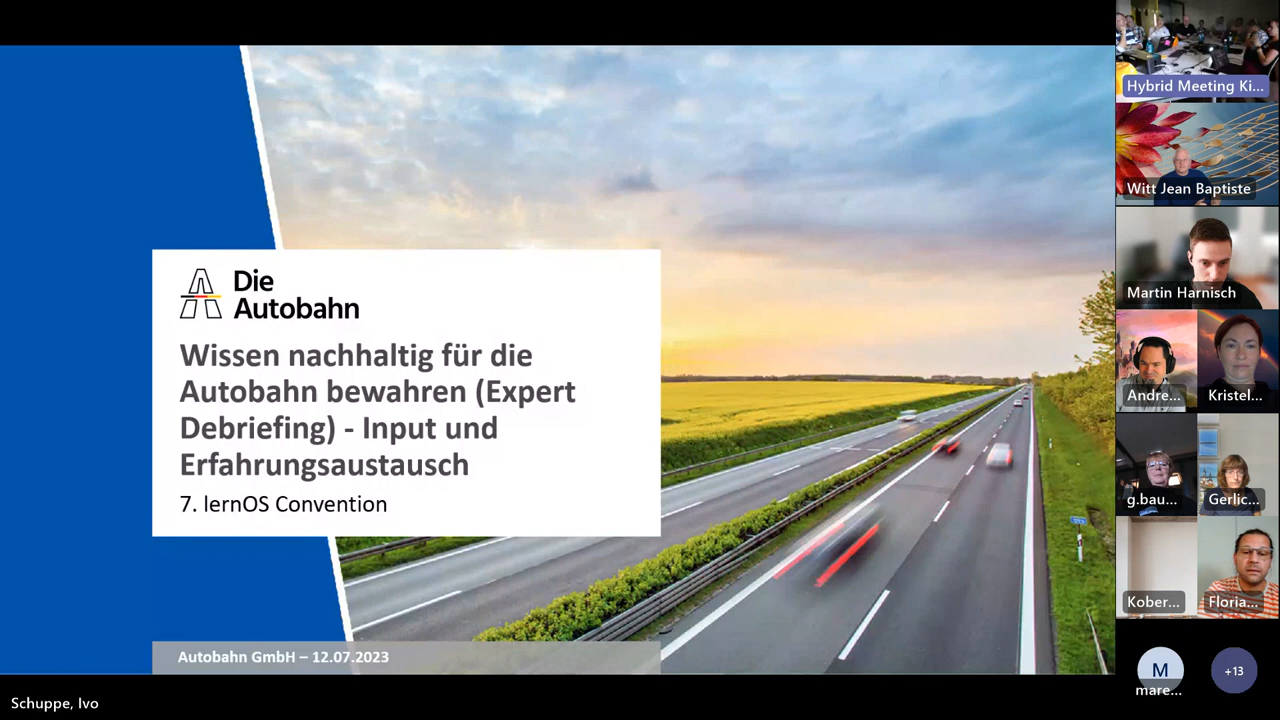 Die
Autobahn
Wissen nachhaltig für die
Autobahn bewahren (Expert
Debriefing) - Input und
Erfahrungsaustausch
7. lernOS Convention
Autobahn GmbH – 12.07.2023
Schuppe, Ivo
Hybrid Meeting Ki...
Witt Jean Baptiste
Martin Harnisch
Andre...
Kristel...
g.bau...
Gerlic...
Kober...
Floria...
M
mare...
+13